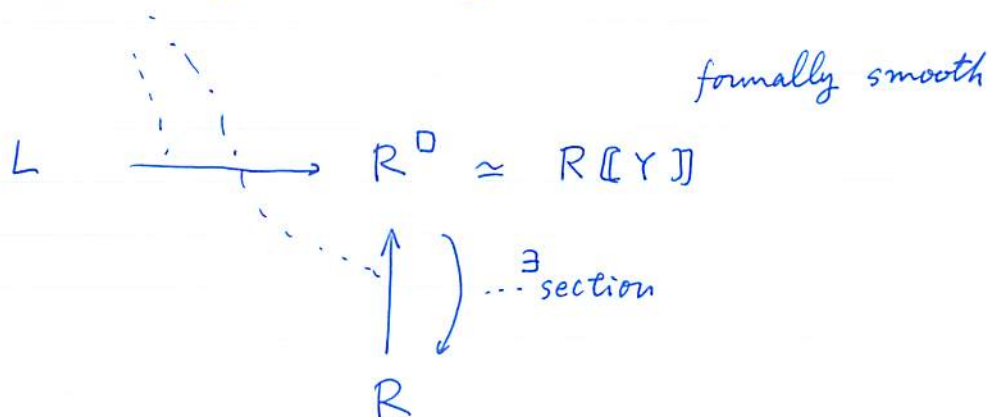 formally smooth
L → R^□ ≃ R⟦Y⟧
∃
... section
R